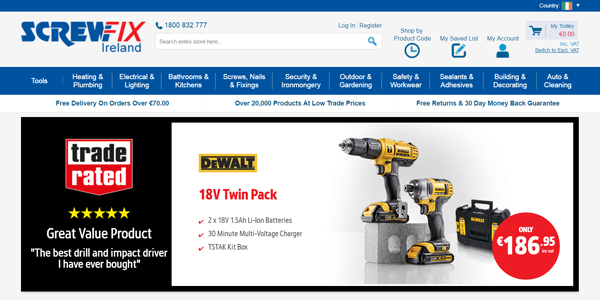 Country:
SCREWFIX
Ireland
1800 832 777
Log In : Register
Search entire store here...
Shop by
Product Code
My Saved List
My Account
My Trolley
€0.00
Inc. VAT
Switch to Excl. VAT
Tools
Heating &
Plumbing
Electrical &
Lighting
Bathrooms &
Kitchens
Screws, Nails
& Fixings
Security &
Ironmongery
Outdoor &
Gardening
Safety &
Workwear
Sealants &
Adhesives
Building &
Decorating
Auto &
Cleaning
Free Delivery On Orders Over €70.00
Over 20,000 Products At Low Trade Prices
Free Returns & 30 Day Money Back Guarantee
trade
rated
Great Value Product
"The best drill and impact driver
I have ever bought"
DEWALT
18V Twin Pack
2 x 18V 1.5Ah Li-Ion Batteries
30 Minute Multi-Voltage Charger
TSTAK Kit Box
ONLY
€186.95
inc vat